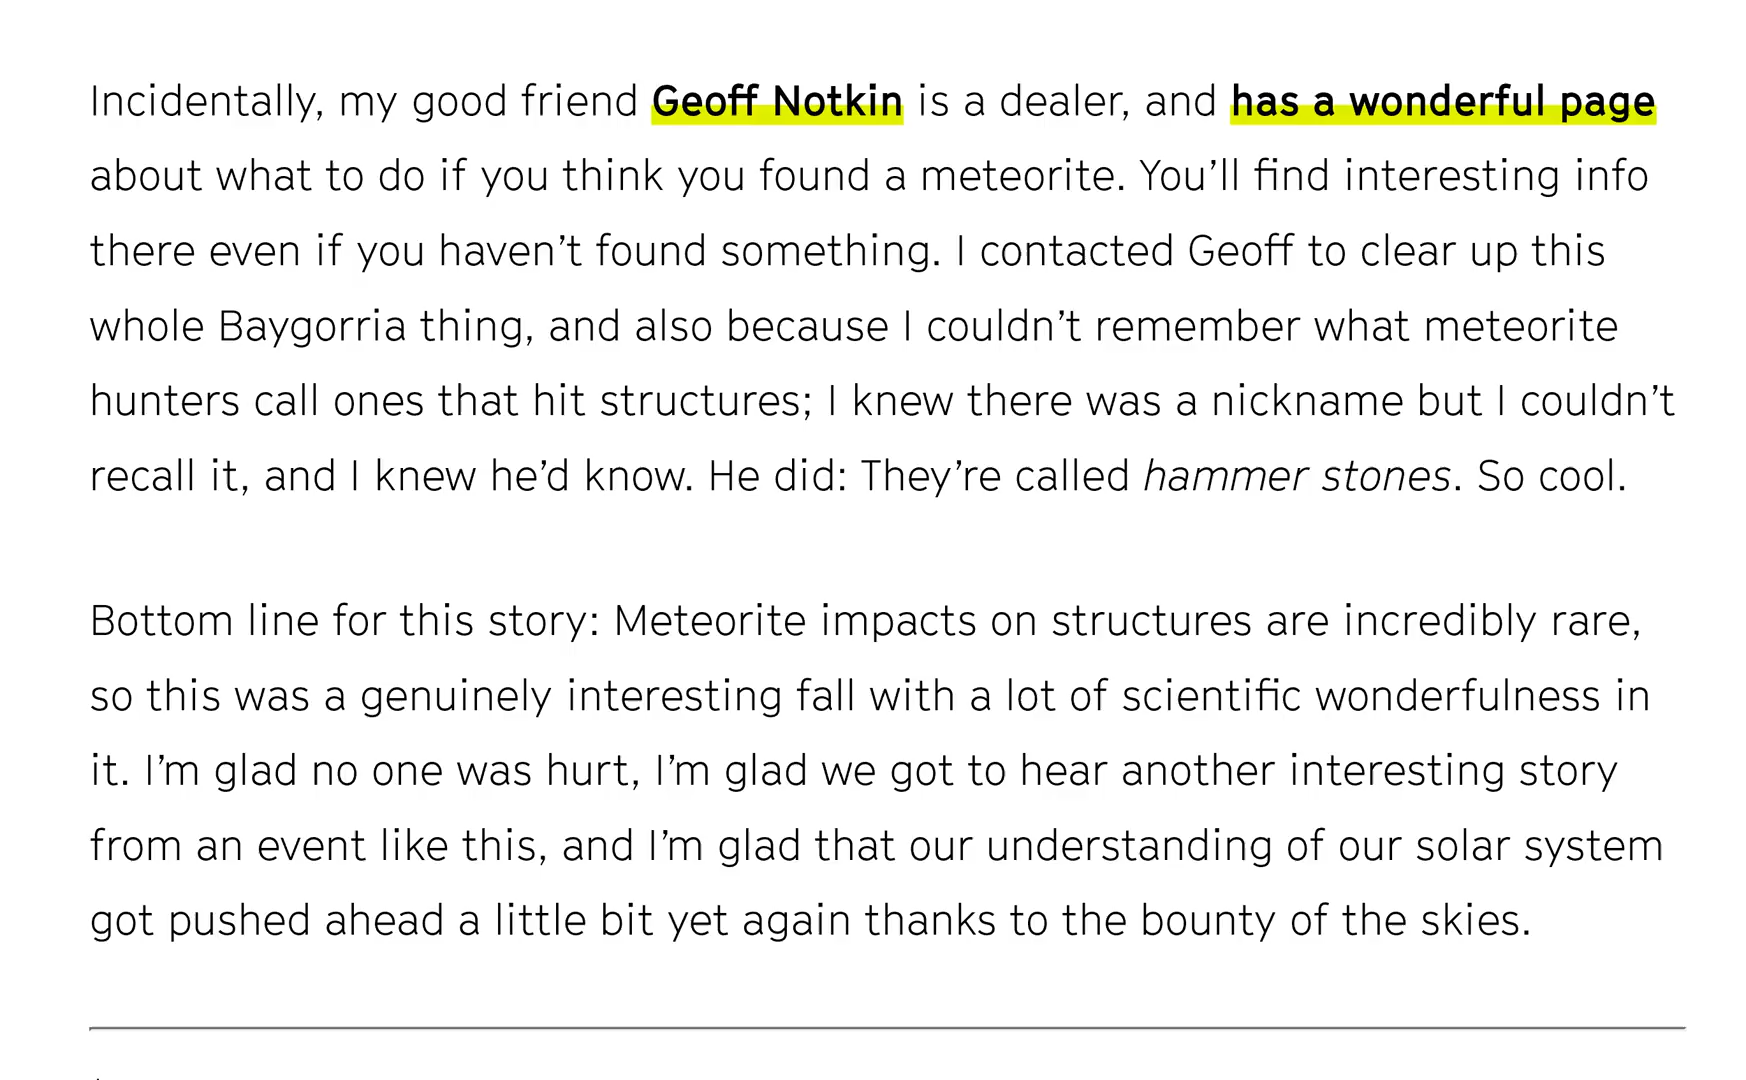 Incidentally, my good friend Geoff Notkin is a dealer, and has a wonderful page
about what to do if you think you found a meteorite. You’ll find interesting info
there even if you haven’t found something. I contacted Geoff to clear up this
whole Baygorria thing, and also because I couldn’t remember what meteorite
hunters call ones that hit structures; I knew there was a nickname but I couldn’t
recall it, and I knew he’d know. He did: They’re called hammer stones. So cool.
Bottom line for this story: Meteorite impacts on structures are incredibly rare,
so this was a genuinely interesting fall with a lot of scientific wonderfulness in
it. I’m glad no one was hurt, I’m glad we got to hear another interesting story
from an event like this, and I’m glad that our understanding of our solar system
got pushed ahead a little bit yet again thanks to the bounty of the skies.